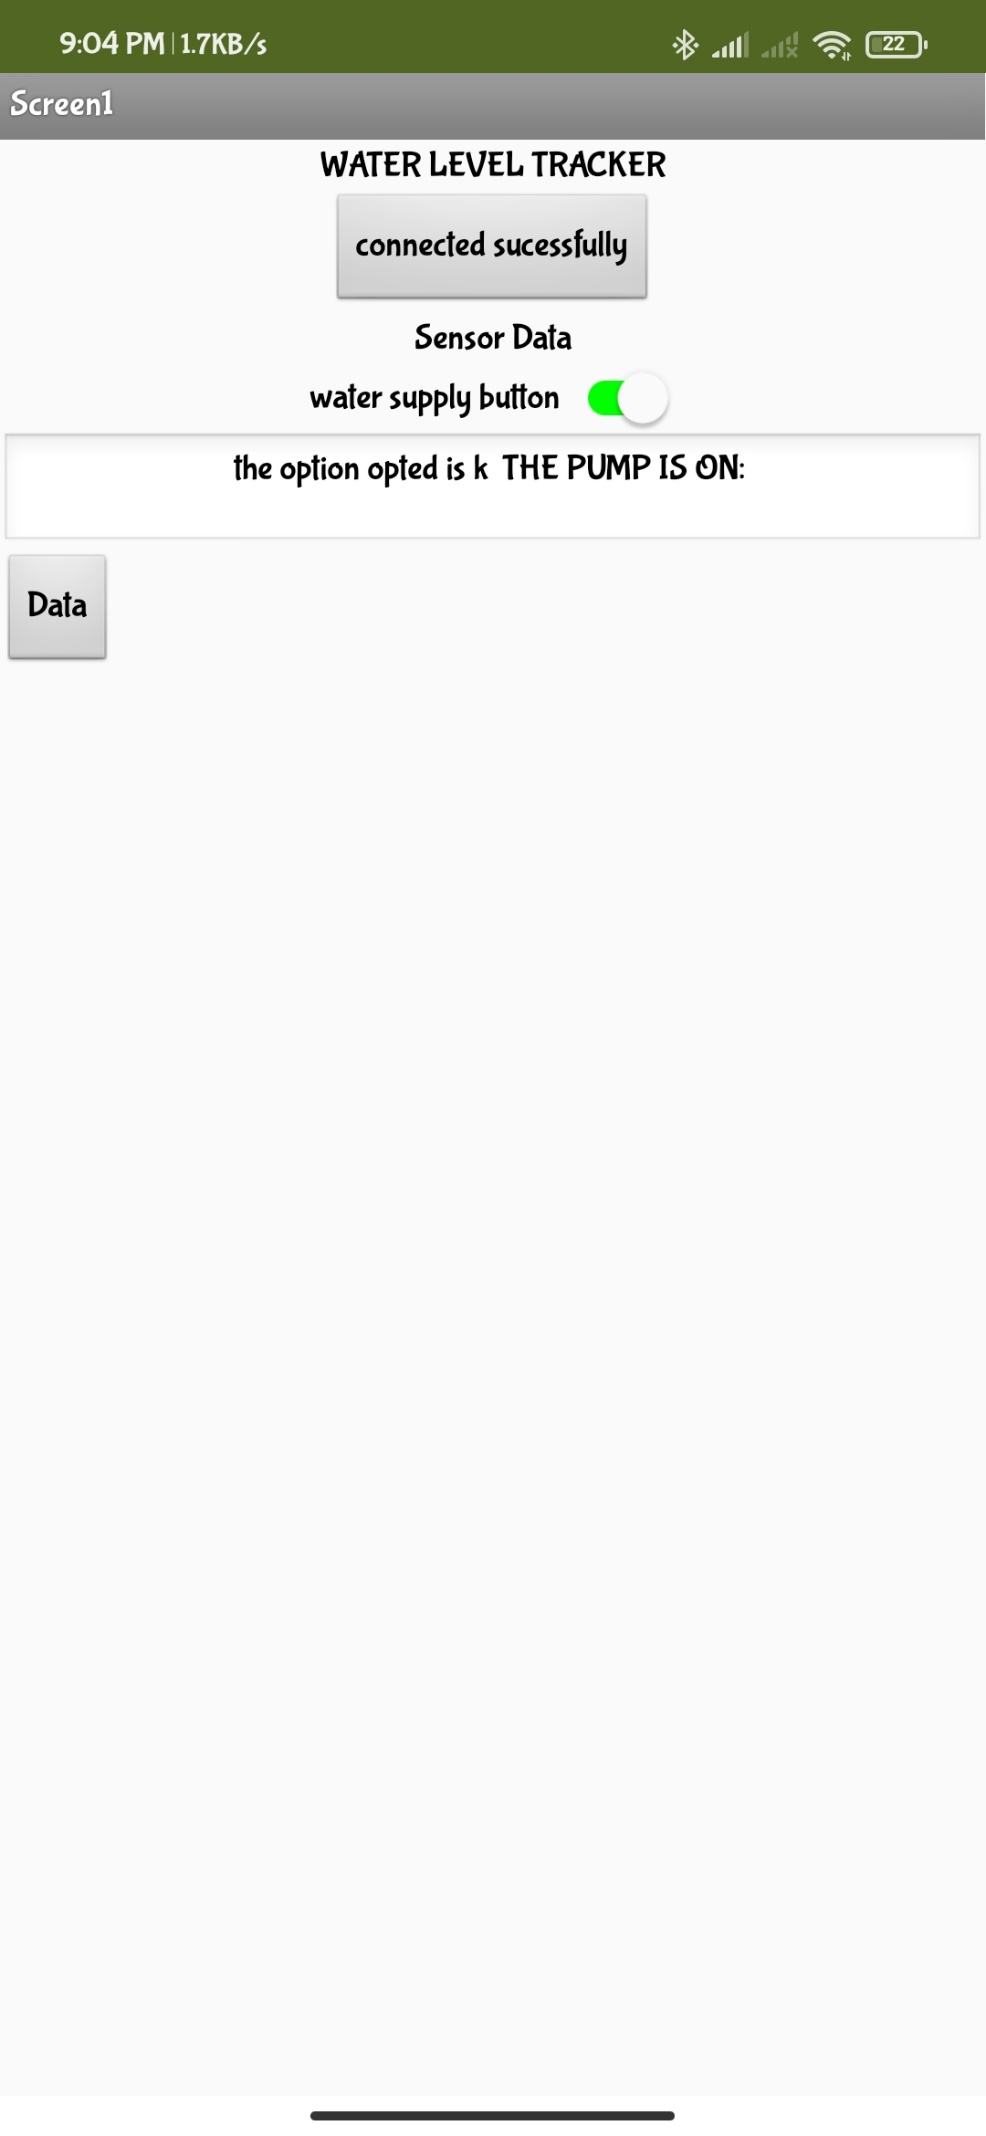 9:04 PM | 1.7KB/s 22
Screen1
WATER LEVEL TRACKER
connected sucessfully
Sensor Data
water supply button
the option opted is k THE PUMP IS ON:
Data